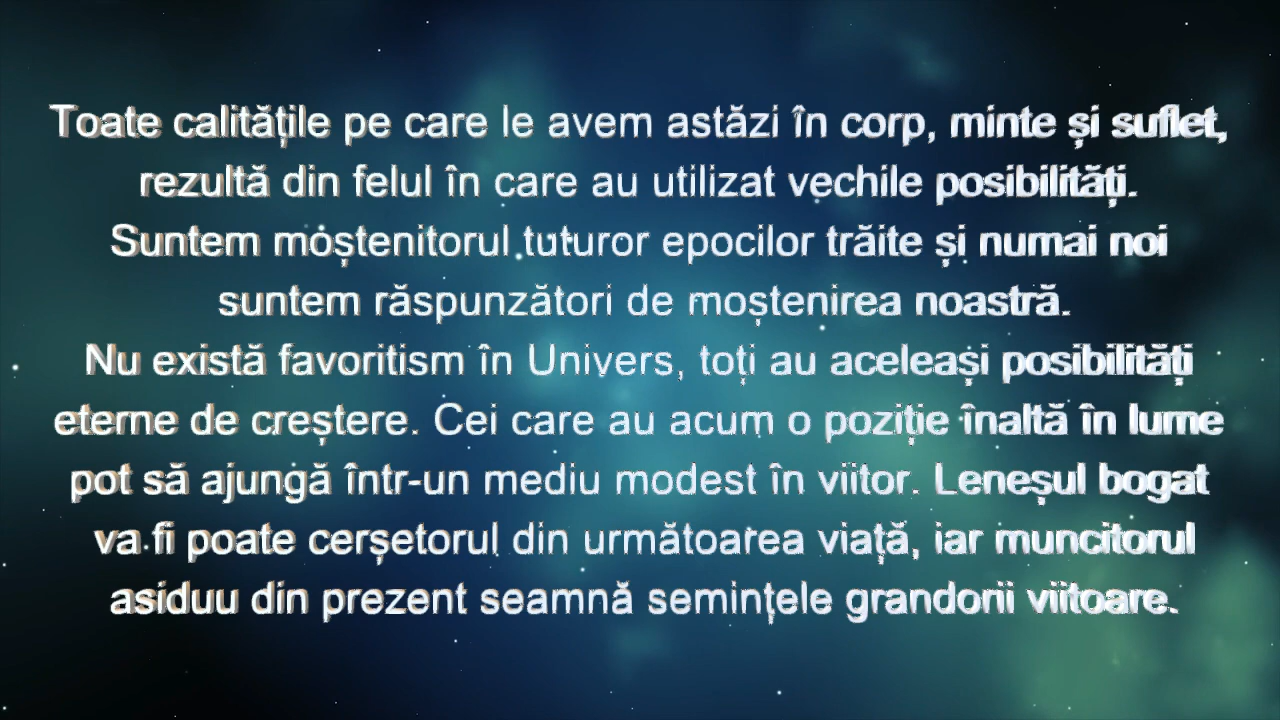 Toate calitățile pe care le avem astăzi în corp, minte și suflet,
rezultă din felul în care au utilizat vechile posibilități.
Suntem moștenitorul tuturor epocilor trăite și numai noi
suntem răspunzători de moștenirea noastră.
Nu există favoritism în Univers, toți au aceleași posibilități
eterne de creștere. Cei care au acum o poziție înaltă în lume
pot să ajungă într-un mediu modest în viitor. Leneșul bogat
va fi poate cerșetorul din următoarea viață, iar muncitorul
asiduu din prezent seamnă semințele grandorii viitoare.